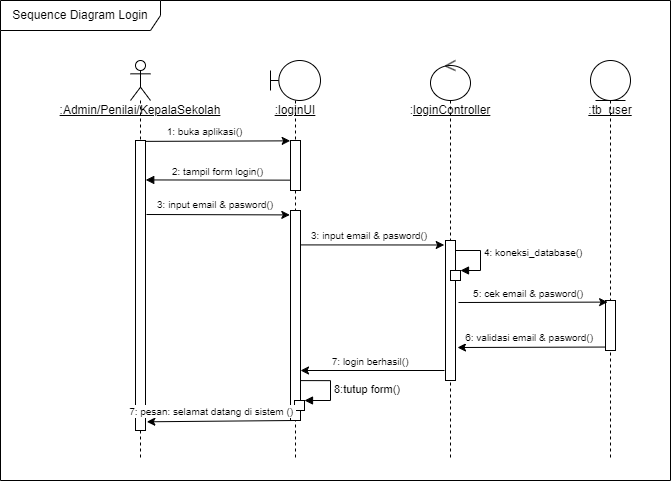 Sequence Diagram Login
:Admin/Penilai/KepalaSekolah
:loginUI
:loginController
:tb_user
1: buka aplikasi()
2: tampil form login()
3: input email & pasword()
3: input email & pasword()
4: koneksi_database()
5: cek email & pasword()
6: validasi email & pasword()
7: login berhasil()
8:tutup form()
7: pesan: selamat datang di sistem ()